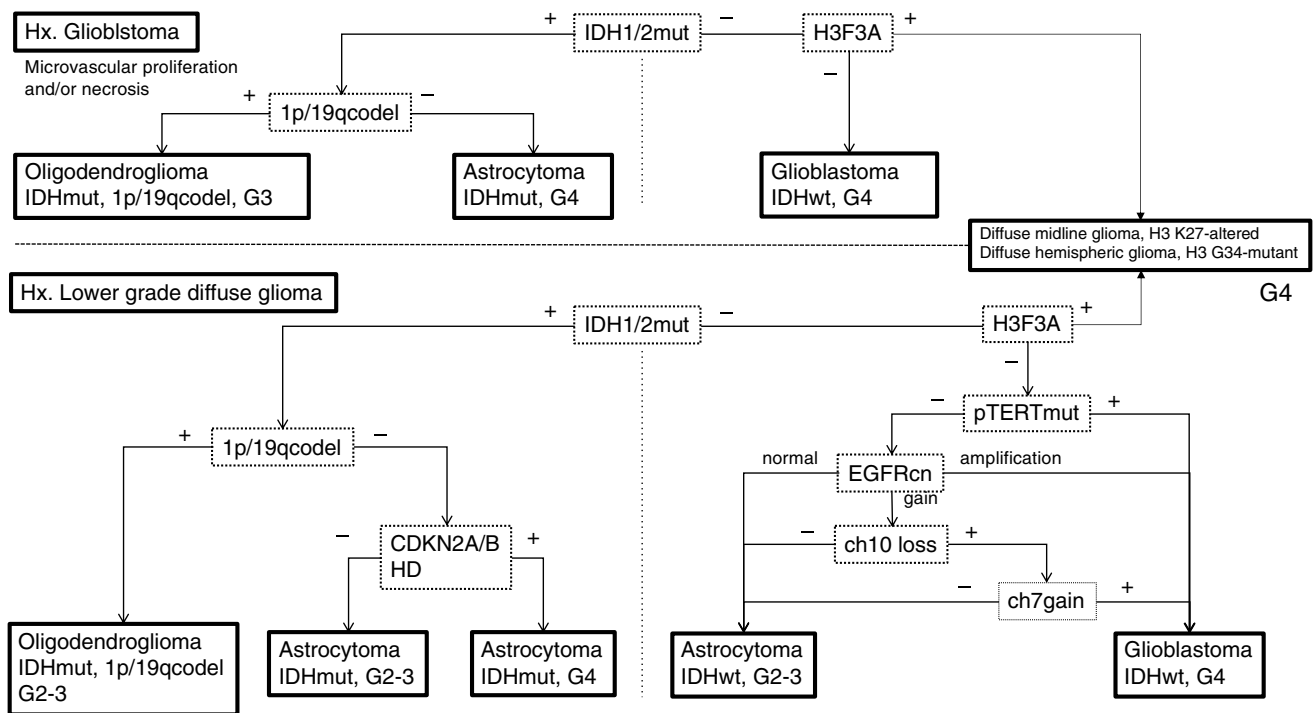 Hx. Glioblstoma
Microvascular proliferation
and/or necrosis
+
IDH1/2mut
−
H3F3A
+
−
+
1p/19qcodel
−
Oligodendroglioma
IDHmut, 1p/19qcodel, G3
Astrocytoma
IDHmut, G4
Glioblastoma
IDHwt, G4
Diffuse midline glioma, H3 K27-altered
Diffuse hemispheric glioma, H3 G34-mutant
G4
Hx. Lower grade diffuse glioma
+
IDH1/2mut
−
H3F3A
+
−
−
pTERTmut
+
+
1p/19qcodel
−
normal
EGFRcn
amplification
gain
−
CDKN2A/B
HD
+
−
ch10 loss
+
−
ch7gain
+
Oligodendroglioma
IDHmut, 1p/19qcodel
G2-3
Astrocytoma
IDHmut, G2-3
Astrocytoma
IDHmut, G4
Astrocytoma
IDHwt, G2-3
Glioblastoma
IDHwt, G4